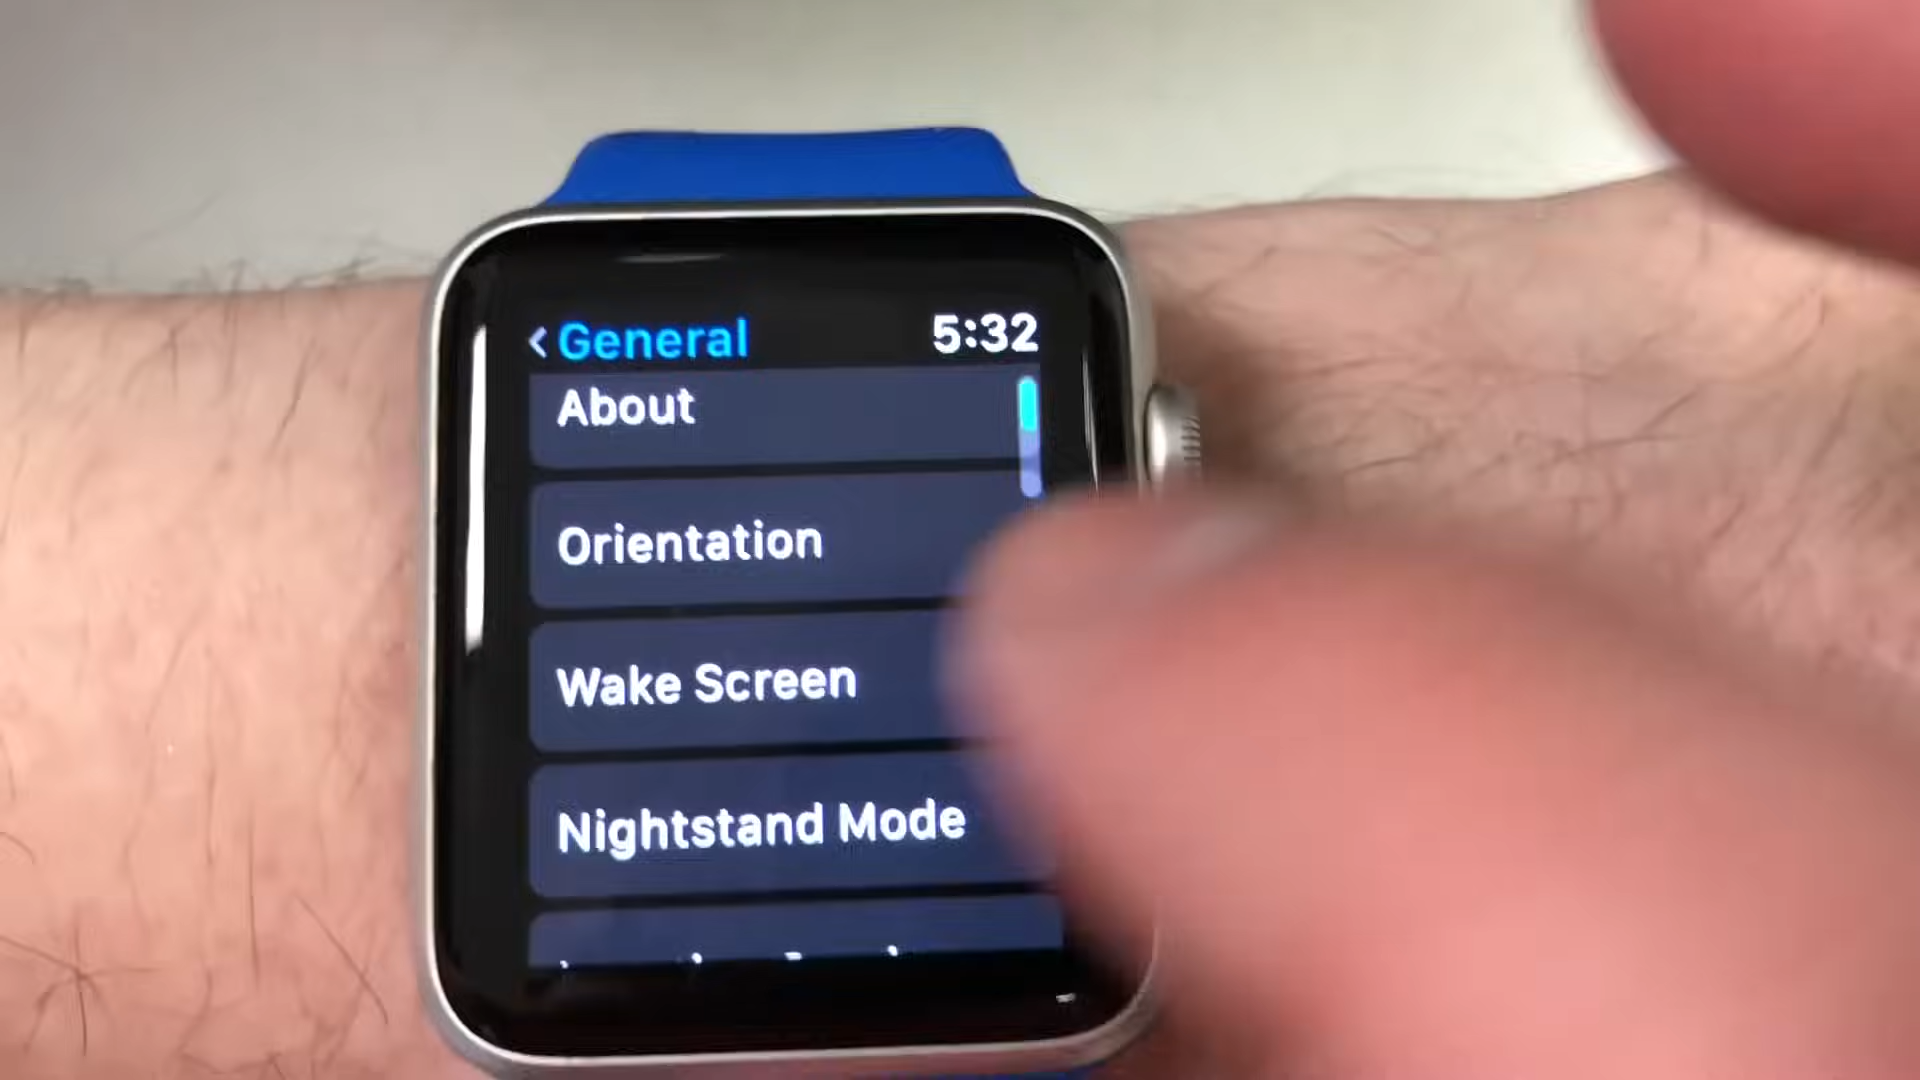 General
5:32
About
Orientation
Wake Screen
Nightstand Mode